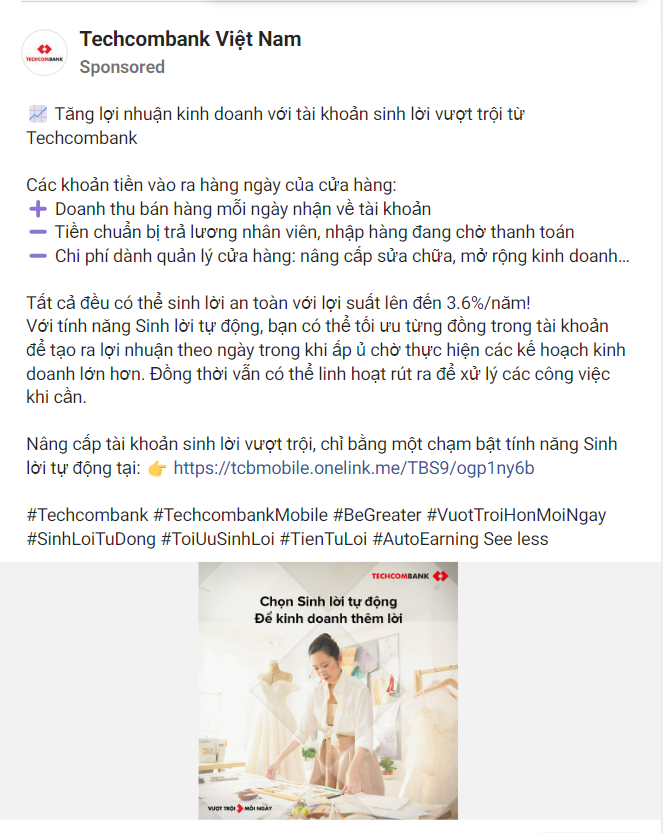 Techcombank Việt Nam
TECHCOMBANK
Sponsored
📈 Tăng lợi nhuận kinh doanh với tài khoản sinh lời vượt trội từ
Techcombank
Các khoản tiền vào ra hàng ngày của cửa hàng:
➕ Doanh thu bán hàng mỗi ngày nhận về tài khoản
➖ Tiền chuẩn bị trả lương nhân viên, nhập hàng đang chờ thanh toán
➖ Chi phí dành quản lý cửa hàng: nâng cấp sửa chữa, mở rộng kinh doanh…
Tất cả đều có thể sinh lời an toàn với lợi suất lên đến 3.6%/năm!
Với tính năng Sinh lời tự động, bạn có thể tối ưu từng đồng trong tài khoản
để tạo ra lợi nhuận theo ngày trong khi ấp ủ chờ thực hiện các kế hoạch kinh
doanh lớn hơn. Đồng thời vẫn có thể linh hoạt rút ra để xử lý các công việc
khi cần.
Nâng cấp tài khoản sinh lời vượt trội, chỉ bằng một chạm bật tính năng Sinh
lời tự động tại: 👉 https://tcbmobile.onelink.me/TBS9/ogp1ny6b
#Techcombank #TechcombankMobile #BeGreater #VuotTroiHonMoiNgay
#SinhLoiTuDong #ToiUuSinhLoi #TienTuLoi #AutoEarning See less
TECHCOMBANK
Chọn Sinh lời tự động
Để kinh doanh thêm lời
VƯỢT TRỘI MỖI NGÀY